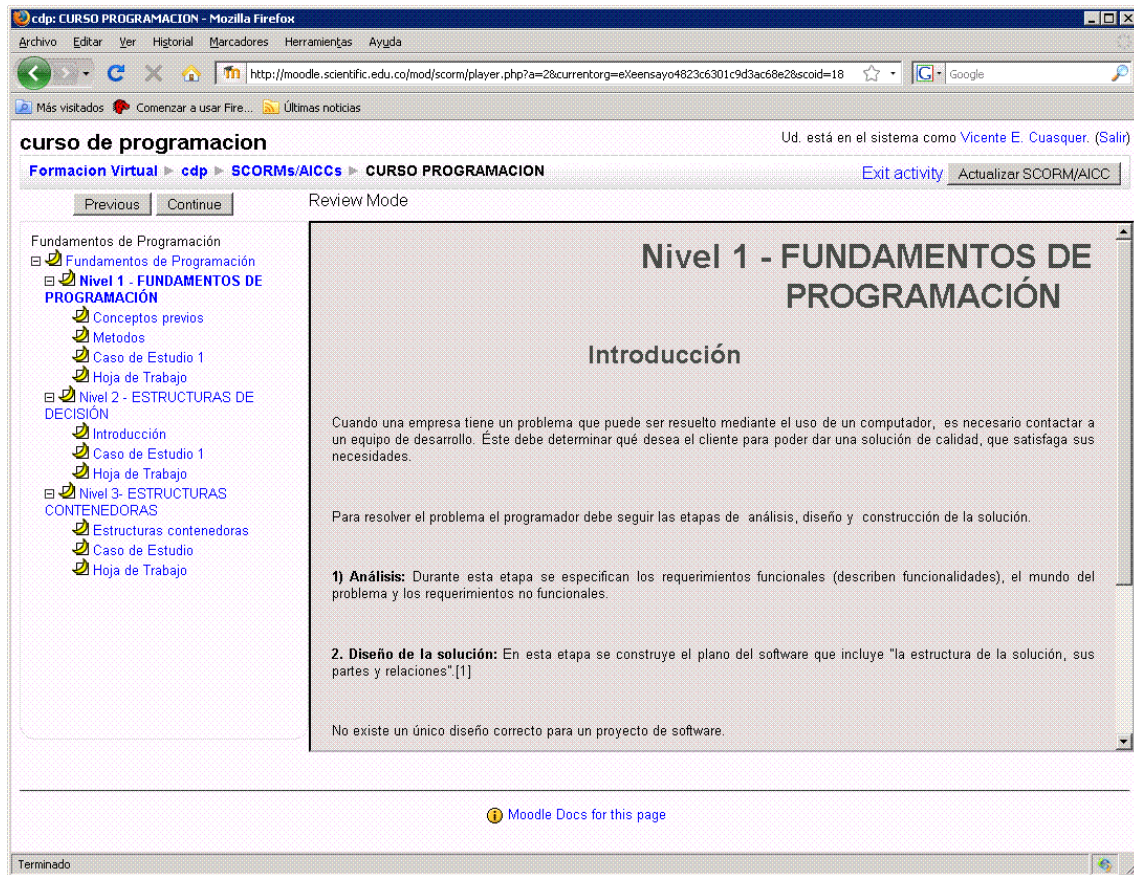 cdp: CURSO PROGRAMACION - Mozilla Firefox
Archivo Editar Ver Historial Marcadores Herramientas Ayuda
http://moodle.scientific.edu.co/mod/scorm/player.php?a=2&currentorg=eXeensayo4823c6301c9d3ac68e2&scoid=18
Google
Más visitados Comenzar a usar Fire... Últimas noticias
curso de programacion
Ud. está en el sistema como Vicente E. Cuasquer. (Salir)
Formacion Virtual ► cdp ► SCORMs/AICCs ► CURSO PROGRAMACION
Exit activity Actualizar SCORM/AICC
Previous Continue
Review Mode
Fundamentos de Programación
Fundamentos de Programación
Nivel 1 - FUNDAMENTOS DE
PROGRAMACIÓN
Conceptos previos
Metodos
Caso de Estudio 1
Hoja de Trabajo
Nivel 2 - ESTRUCTURAS DE
DECISIÓN
Introducción
Caso de Estudio 1
Hoja de Trabajo
Nivel 3- ESTRUCTURAS
CONTENEDORAS
Estructuras contenedoras
Caso de Estudio
Hoja de Trabajo
Nivel 1 - FUNDAMENTOS DE
PROGRAMACIÓN
Introducción
Cuando una empresa tiene un problema que puede ser resuelto mediante el uso de un computador, es necesario contactar a
un equipo de desarrollo. Éste debe determinar qué desea el cliente para poder dar una solución de calidad, que satisfaga sus
necesidades.
Para resolver el problema el programador debe seguir las etapas de análisis, diseño y construcción de la solución.
1) Análisis: Durante esta etapa se especifican los requerimientos funcionales (describen funcionalidades), el mundo del
problema y los requerimientos no funcionales.
2. Diseño de la solución: En esta etapa se construye el plano del software que incluye "la estructura de la solución, sus
partes y relaciones".[1]
No existe un único diseño correcto para un proyecto de software.
Moodle Docs for this page
Terminado